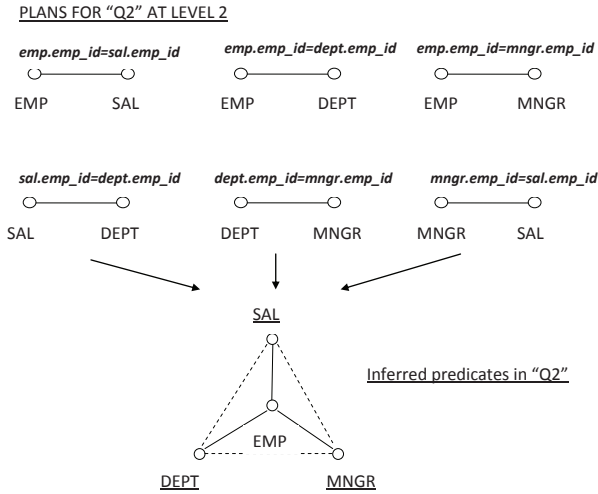 PLANS FOR “Q2” AT LEVEL 2
emp.emp_id=sal.emp_id emp.emp_id=dept.emp_id emp.emp_id=mngr.emp_id
EMP SAL EMP DEPT EMP MNGR
sal.emp_id=dept.emp_id dept.emp_id=mngr.emp_id mngr.emp_id=sal.emp_id
SAL DEPT DEPT MNGR MNGR SAL
SAL
Inferred predicates in “Q2”
EMP
DEPT MNGR